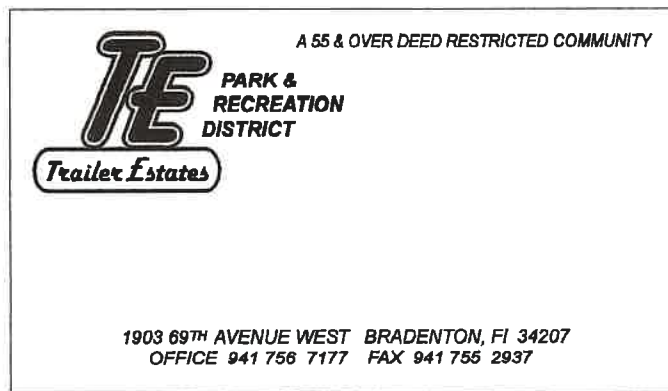 A 55 & OVER DEED RESTRICTED COMMUNITY
TE
PARK &
RECREATION
DISTRICT
Trailer Estates
1903 69TH AVENUE WEST BRADENTON, Fl 34207
OFFICE 941 756 7177 FAX 941 755 2937